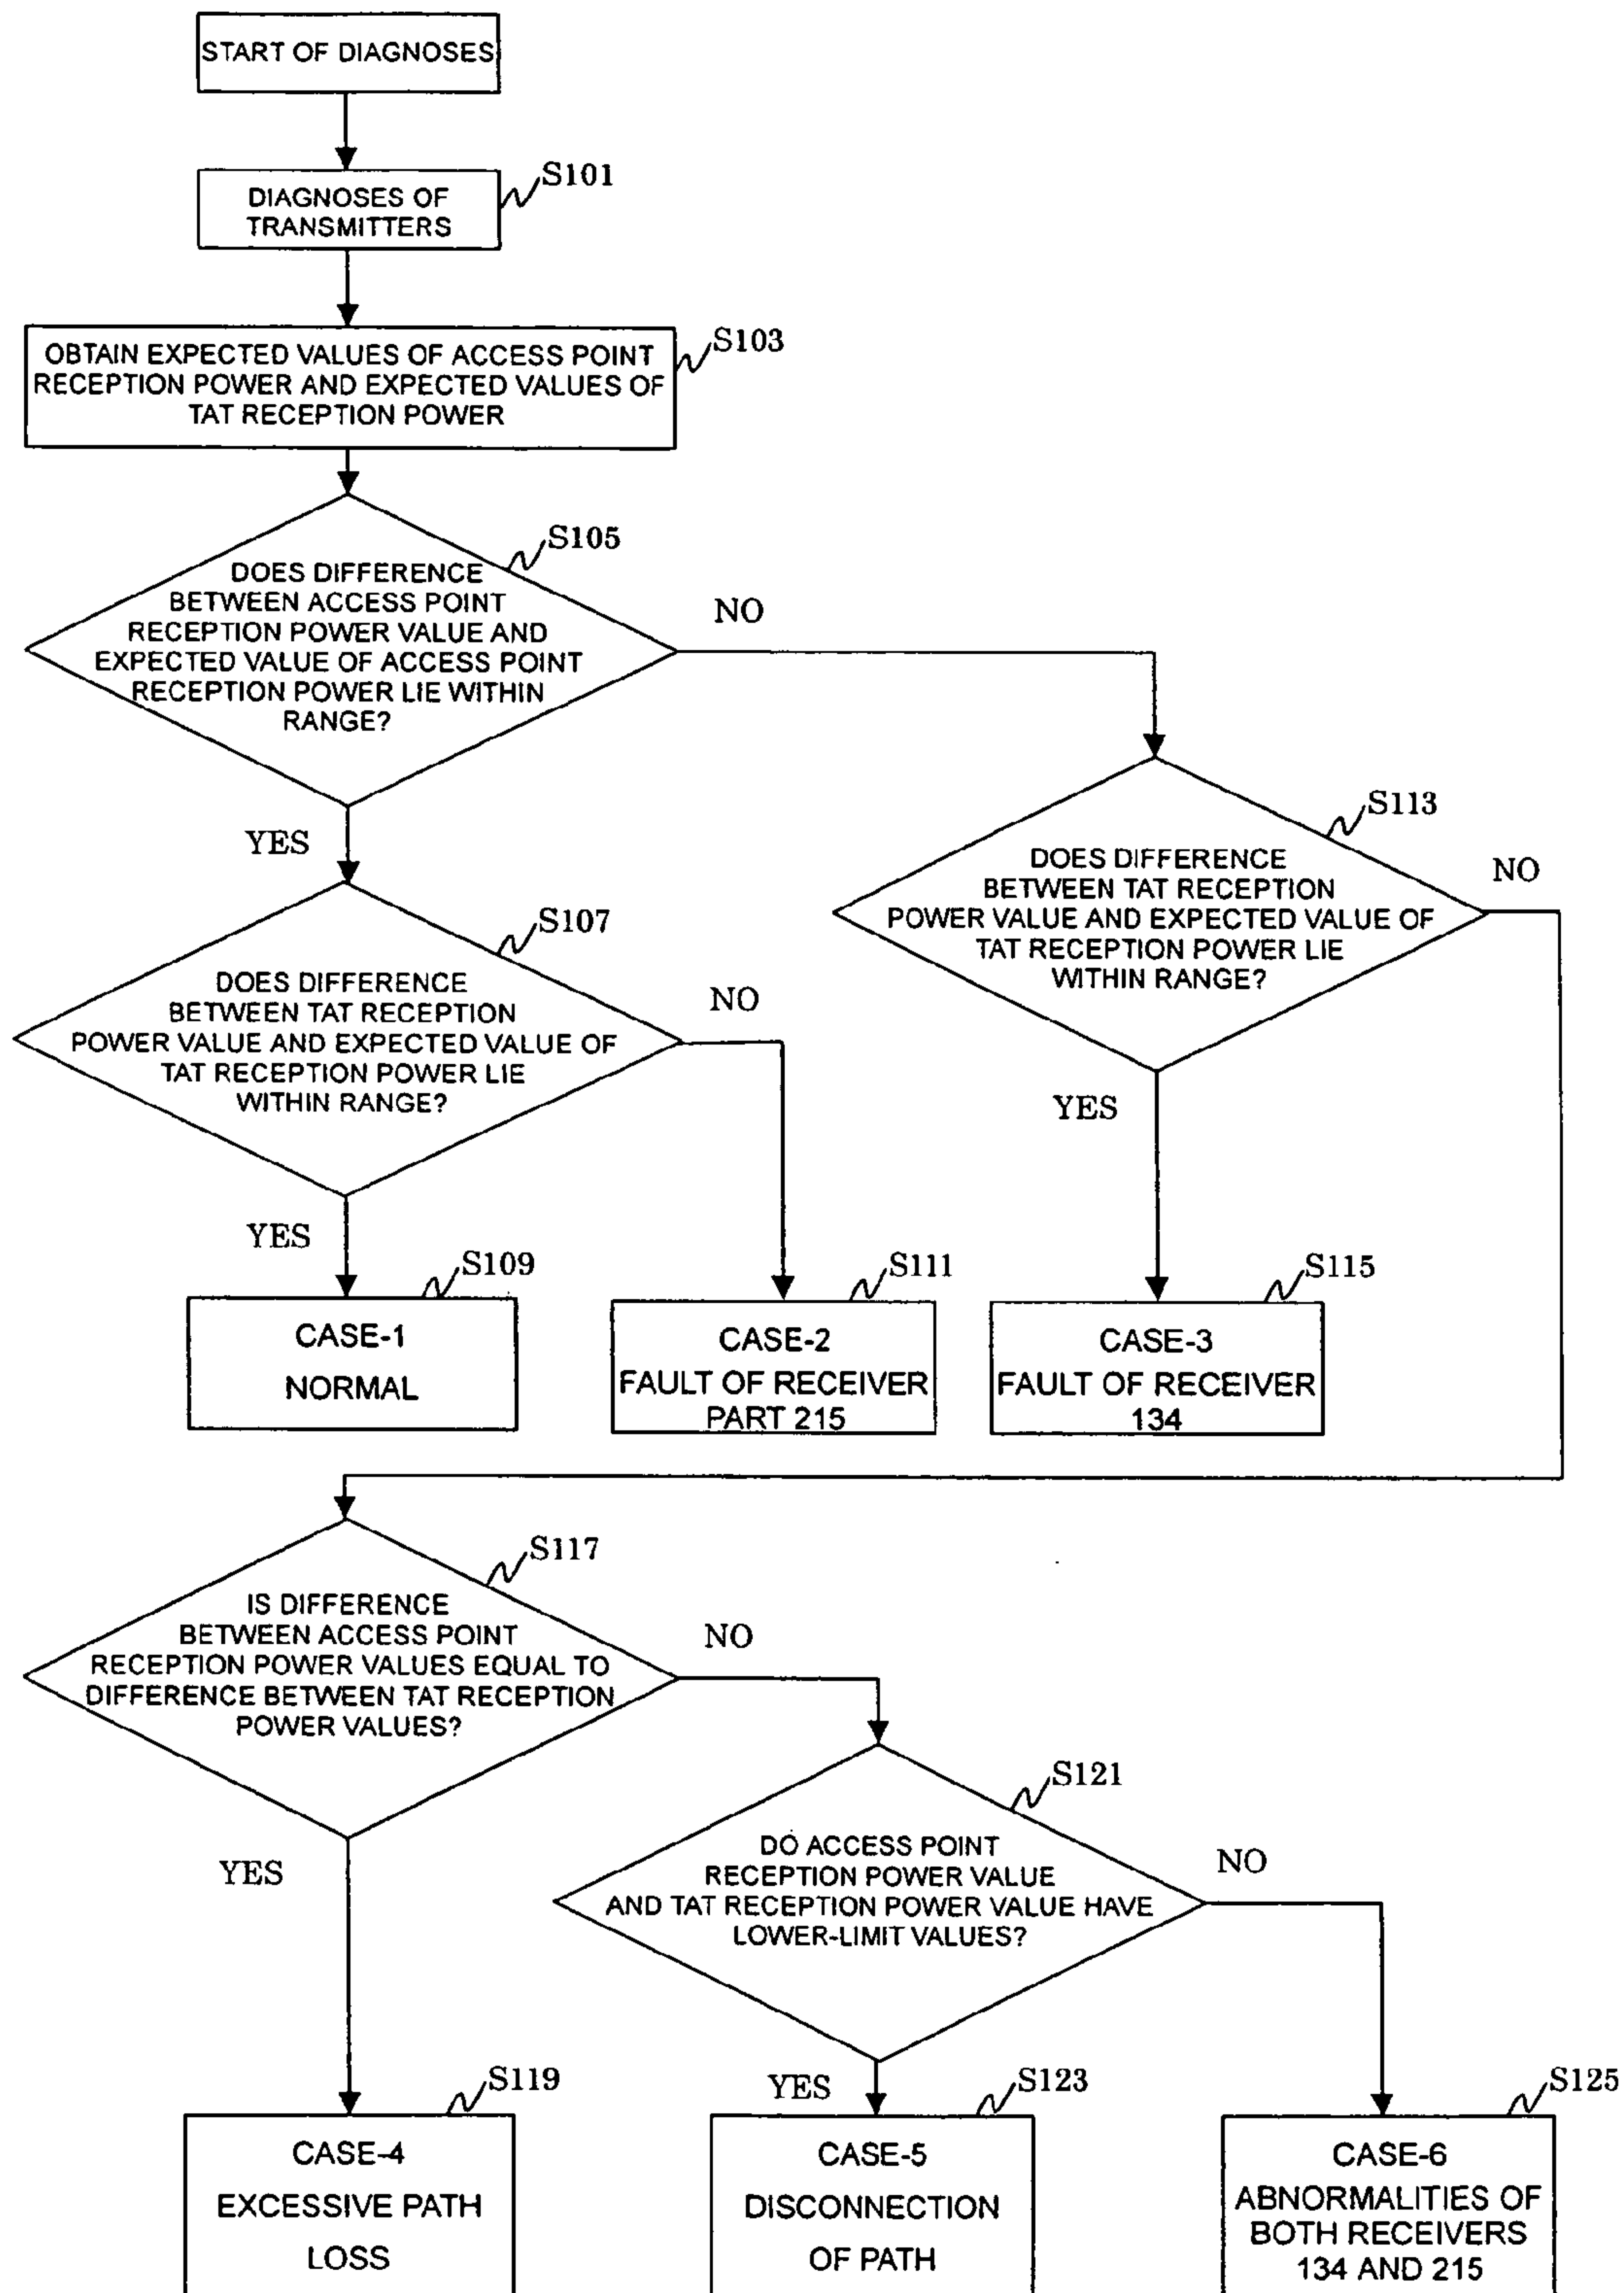 START OF DIAGNOSES
S101
DIAGNOSES OF
TRANSMITTERS
S103
OBTAIN EXPECTED VALUES OF ACCESS POINT
RECEPTION POWER AND EXPECTED VALUES OF
TAT RECEPTION POWER
S105
DOES DIFFERENCE
BETWEEN ACCESS POINT
RECEPTION POWER VALUE AND
EXPECTED VALUE OF ACCESS POINT
RECEPTION POWER LIE WITHIN
RANGE?
NO
YES
S113
DOES DIFFERENCE
BETWEEN TAT RECEPTION
POWER VALUE AND EXPECTED VALUE OF
TAT RECEPTION POWER LIE
WITHIN RANGE?
NO
YES
S107
DOES DIFFERENCE
BETWEEN TAT RECEPTION
POWER VALUE AND EXPECTED VALUE OF
TAT RECEPTION POWER LIE
WITHIN RANGE?
NO
YES
S109
CASE-1
NORMAL
S111
CASE-2
FAULT OF RECEIVER
PART 215
S115
CASE-3
FAULT OF RECEIVER
134
S117
IS DIFFERENCE
BETWEEN ACCESS POINT
RECEPTION POWER VALUES EQUAL TO
DIFFERENCE BETWEEN TAT RECEPTION
POWER VALUES?
NO
YES
S121
DO ACCESS POINT
RECEPTION POWER VALUE
AND TAT RECEPTION POWER VALUE HAVE
LOWER-LIMIT VALUES?
NO
YES
S119
CASE-4
EXCESSIVE PATH
LOSS
S123
CASE-5
DISCONNECTION
OF PATH
S125
CASE-6
ABNORMALITIES OF
BOTH RECEIVERS
134 AND 215